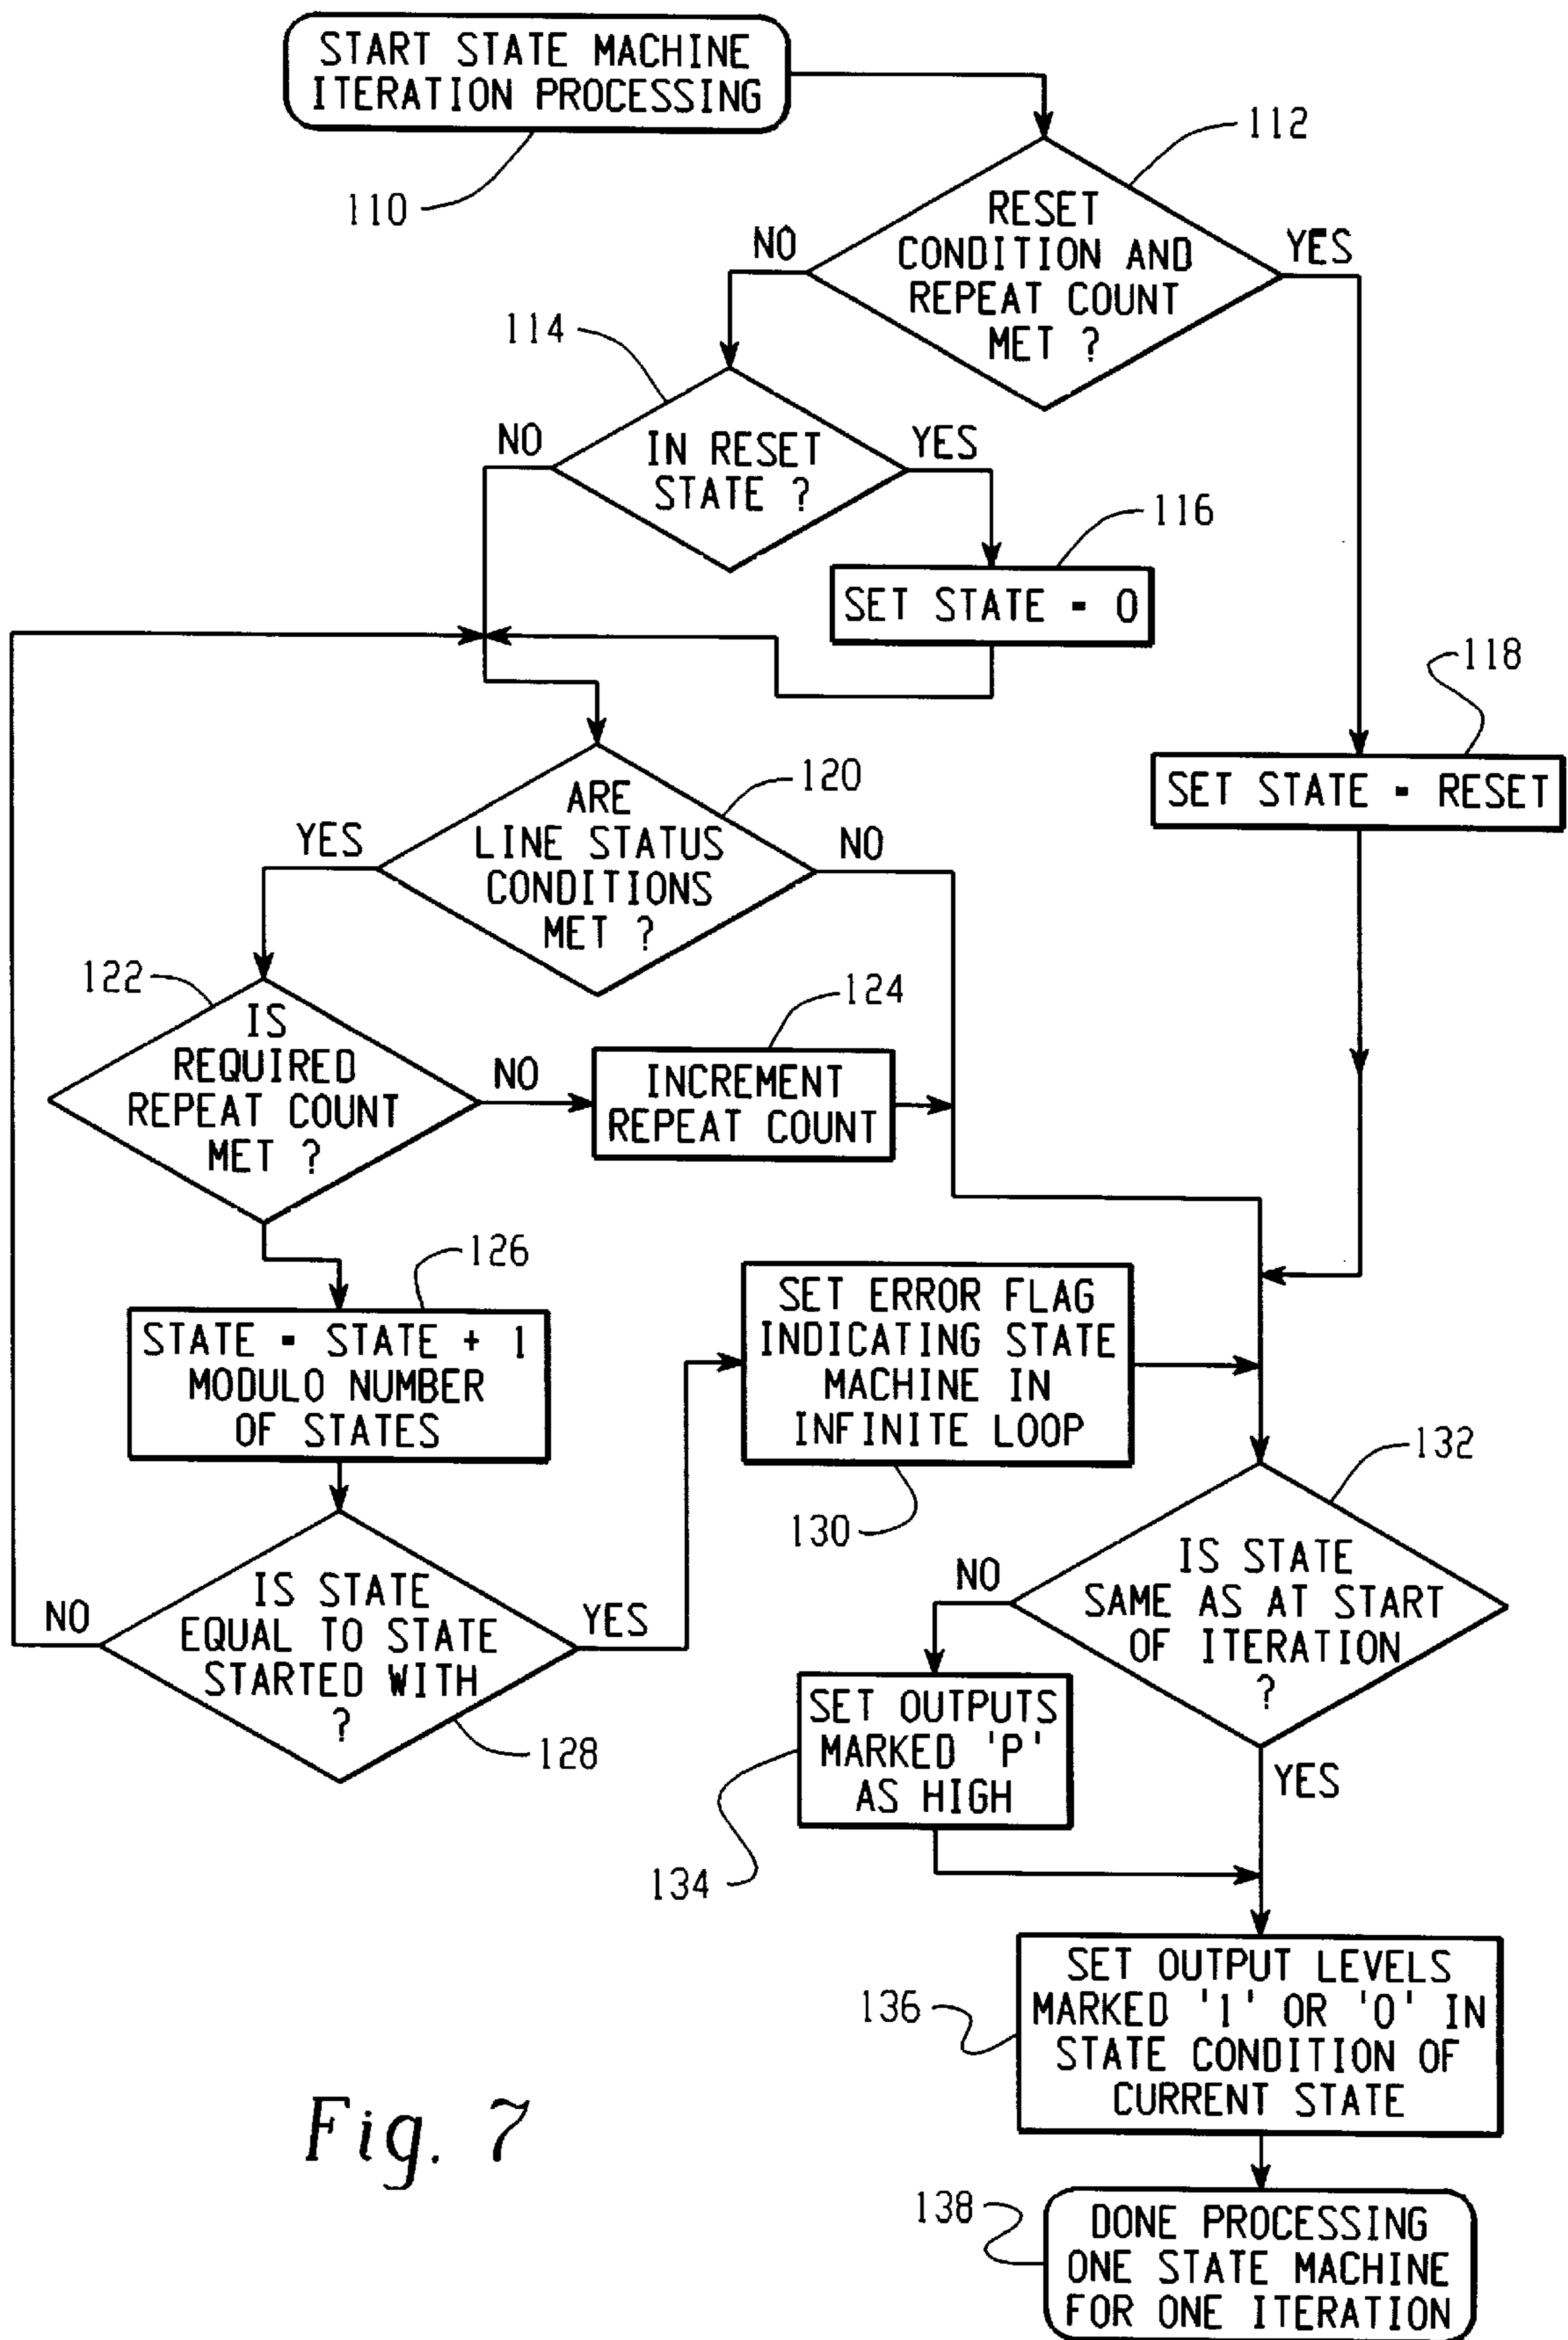 START STATE MACHINE
ITERATION PROCESSING
110
112
RESET
CONDITION AND
REPEAT COUNT
MET ?
NO
YES
114
IN RESET
STATE ?
NO
YES
116
SET STATE = 0
118
SET STATE = RESET
120
ARE
LINE STATUS
CONDITIONS
MET ?
YES
NO
122
IS
REQUIRED
REPEAT COUNT
MET ?
NO
124
INCREMENT
REPEAT COUNT
126
STATE = STATE + 1
MODULO NUMBER
OF STATES
SET ERROR FLAG
INDICATING STATE
MACHINE IN
INFINITE LOOP
130
128
IS STATE
EQUAL TO STATE
STARTED WITH
?
NO
YES
132
IS STATE
SAME AS AT START
OF ITERATION
?
NO
YES
SET OUTPUTS
MARKED 'P'
AS HIGH
134
136
SET OUTPUT LEVELS
MARKED '1' OR '0' IN
STATE CONDITION OF
CURRENT STATE
138
DONE PROCESSING
ONE STATE MACHINE
FOR ONE ITERATION
Fig. 7